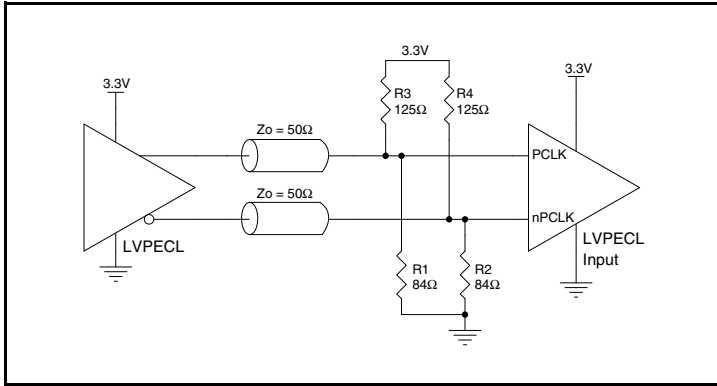 3.3V
3.3V
3.3V
R3
125Ω
R4
125Ω
Zo = 50Ω
PCLK
Zo = 50Ω
nPCLK
LVPECL
LVPECL
Input
R1
84Ω
R2
84Ω